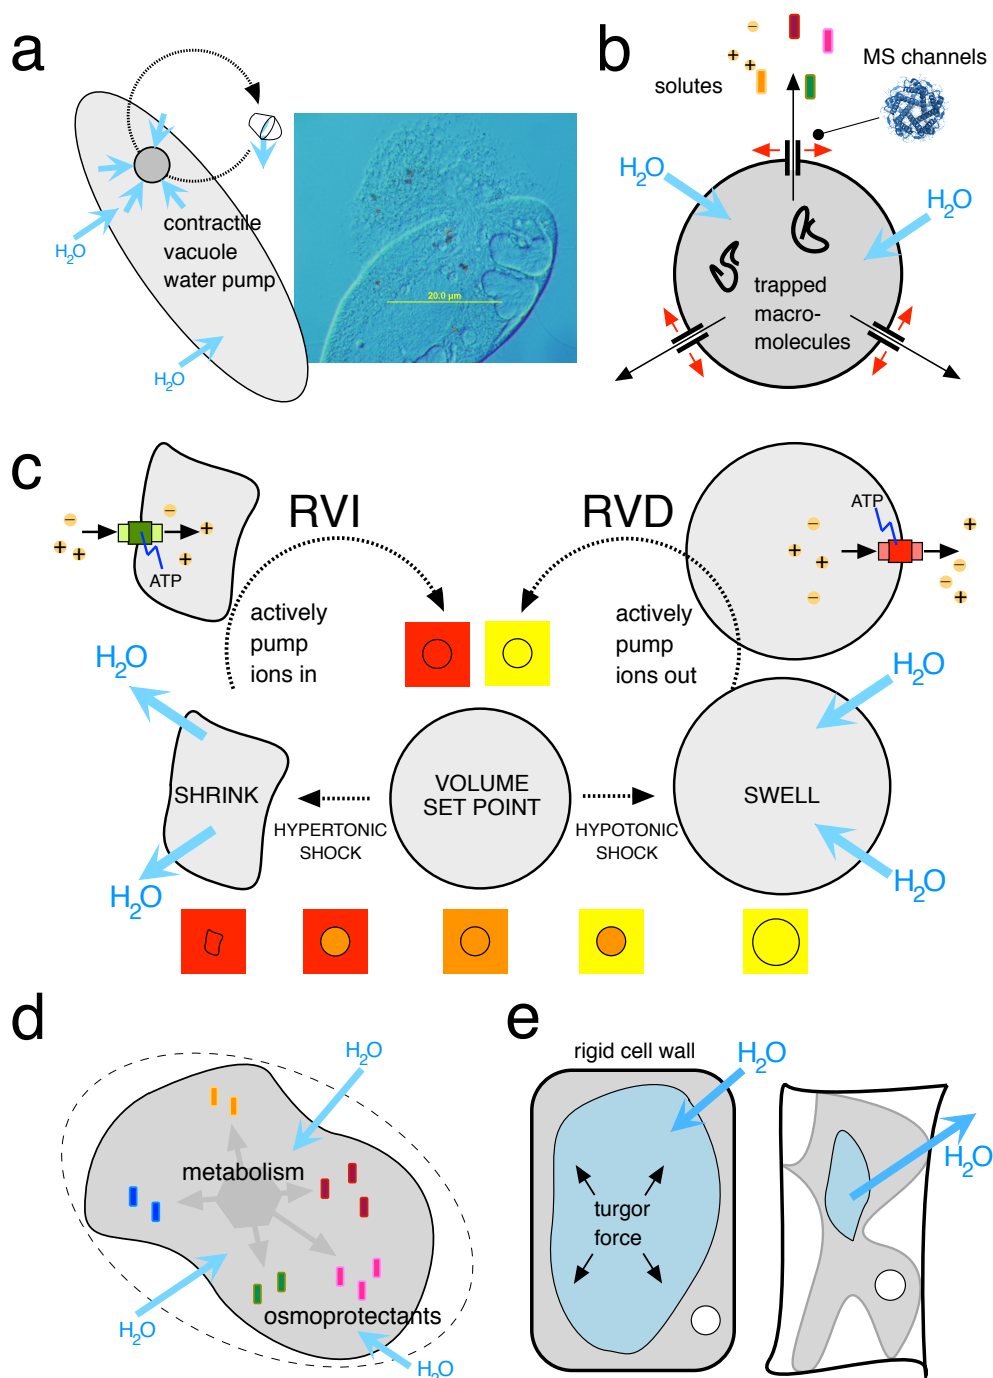 a
H₂O
contractile
vacuole
water pump
H₂O
20.0 µm
b
solutes
MS channels
−
+
+
H₂O
H₂O
trapped
macro-
molecules
c
RVI
RVD
−
+
+
−
+
+
ATP
ATP
−
+
+
−
+
−
−
+
actively
pump
ions in
actively
pump
ions out
H₂O
H₂O
SHRINK
VOLUME
SET POINT
SWELL
HYPERTONIC
SHOCK
HYPOTONIC
SHOCK
H₂O
H₂O
d
H₂O
metabolism
osmoprotectants
H₂O
H₂O
e
rigid cell wall
H₂O
turgor
force
H₂O